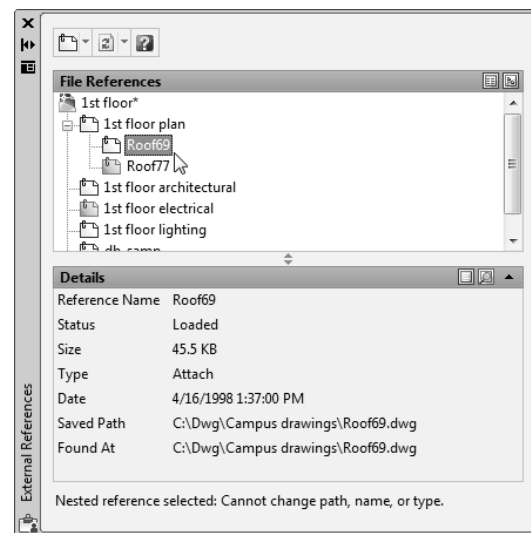 File References
1st floor*
1st floor plan
Roof69
Roof77
1st floor architectural
1st floor electrical
1st floor lighting
db_samp
Details
Reference Name Roof69
Status Loaded
Size 45.5 KB
Type Attach
Date 4/16/1998 1:37:00 PM
Saved Path C:\Dwg\Campus drawings\Roof69.dwg
Found At C:\Dwg\Campus drawings\Roof69.dwg
Nested reference selected: Cannot change path, name, or type.
External References